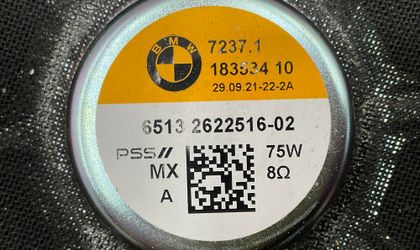 BMW
7237.1
183534 10
29.09.21-22-2A
6513 2622516-02
PSS//
75W
MX
8Ω
A